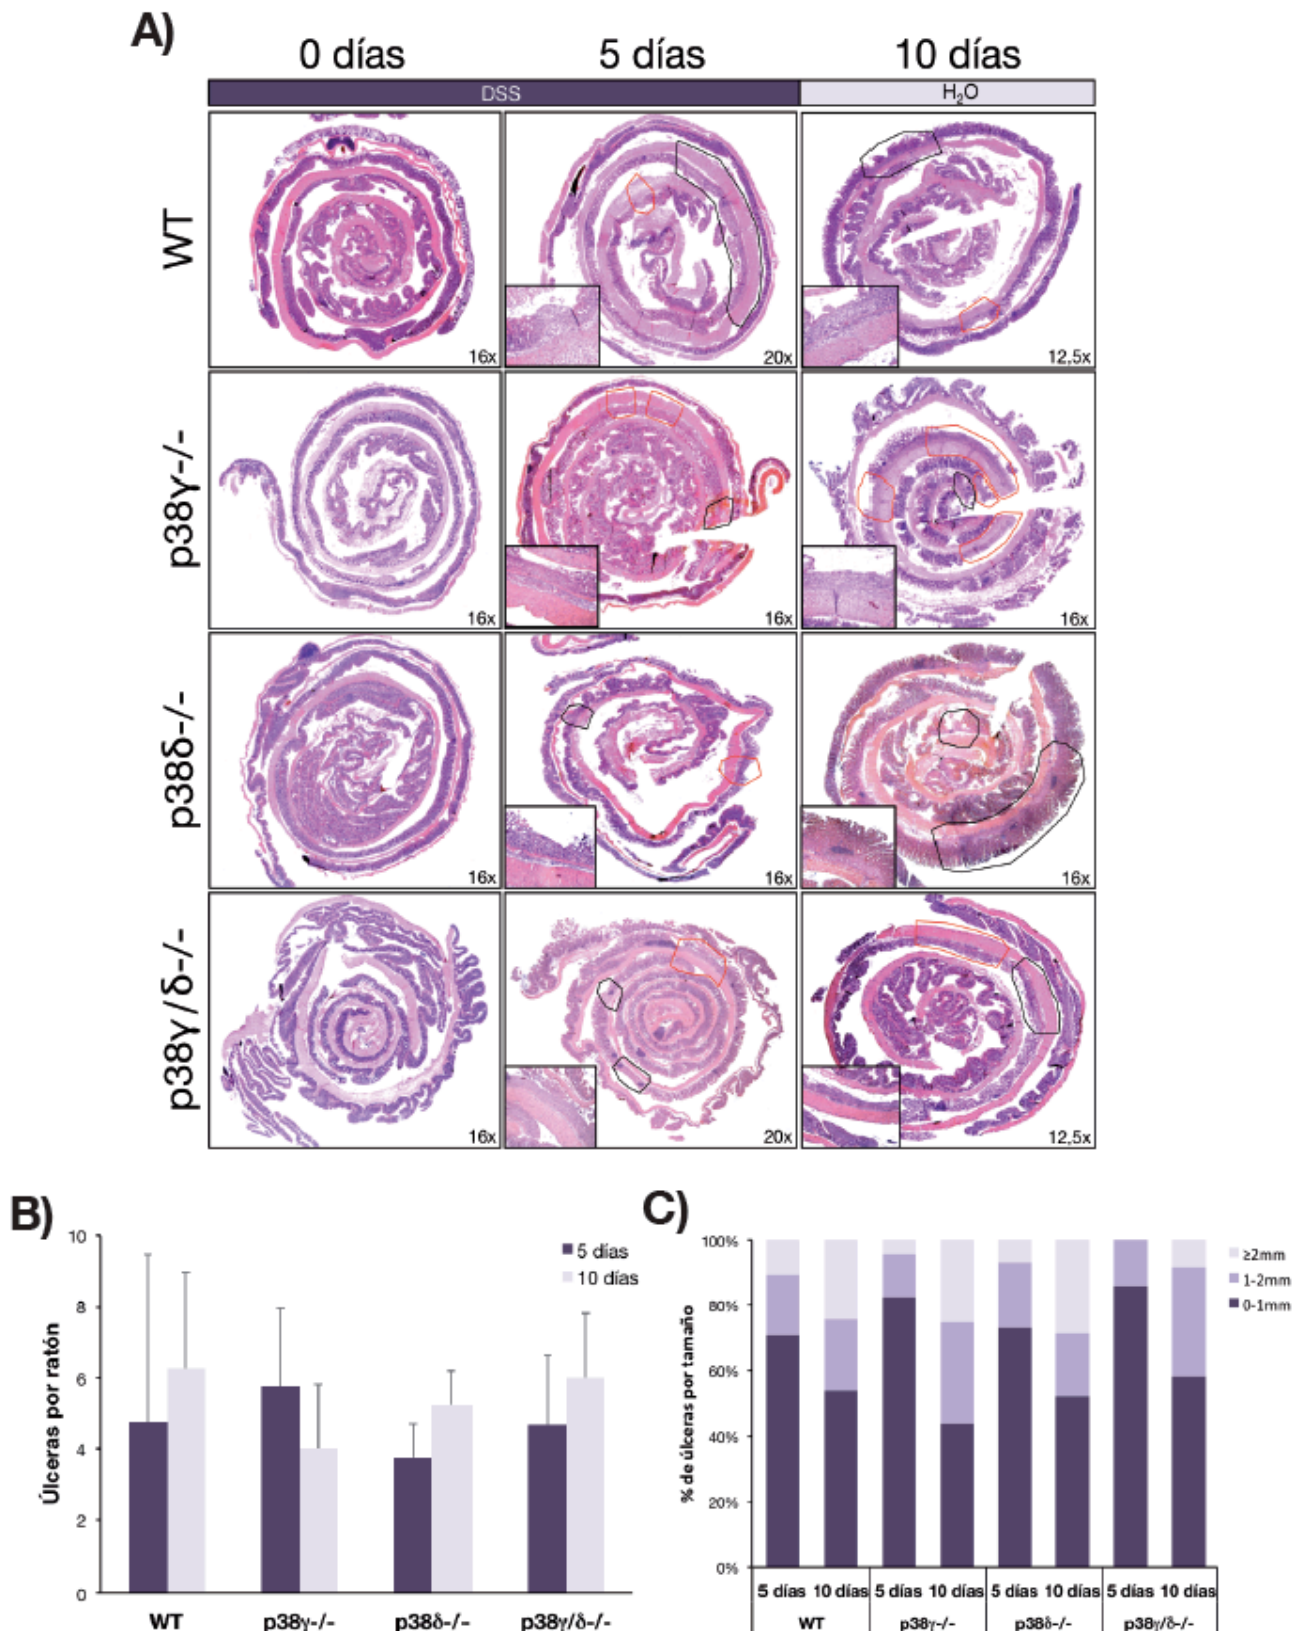 A)
0 días 5 días 10 días
DSS H₂O
WT
16x 20x 12,5x
p38γ-/-
16x 16x 16x
p38δ-/-
16x 16x 16x
p38γ/δ-/-
16x 20x 12,5x
B)
Úlceras por ratón
10
8
6
4
2
0
5 días
10 días
WT p38γ-/- p38δ-/- p38γ/δ-/-
C)
% de úlceras por tamaño
100%
80%
60%
40%
20%
0%
≥2mm
1-2mm
0-1mm
5 días 10 días 5 días 10 días 5 días 10 días 5 días 10 días
WT p38γ-/- p38δ-/- p38γ/δ-/-